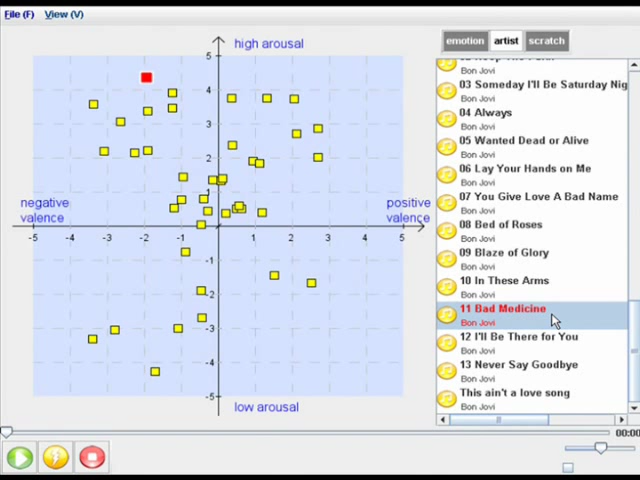 File (F) View (V)
high arousal
negative valence
positive valence
low arousal
5
4
3
2
1
-5 -4 -3 -2 -1 1 2 3 4 5
-1
-2
-3
-4
-5
emotion artist scratch
Bon Jovi
03 Someday I'll Be Saturday Nig
Bon Jovi
04 Always
Bon Jovi
05 Wanted Dead or Alive
Bon Jovi
06 Lay Your Hands on Me
Bon Jovi
07 You Give Love A Bad Name
Bon Jovi
08 Bed of Roses
Bon Jovi
09 Blaze of Glory
Bon Jovi
10 In These Arms
Bon Jovi
11 Bad Medicine
Bon Jovi
12 I'll Be There for You
Bon Jovi
13 Never Say Goodbye
Bon Jovi
This ain't a love song
Bon Jovi
00:00